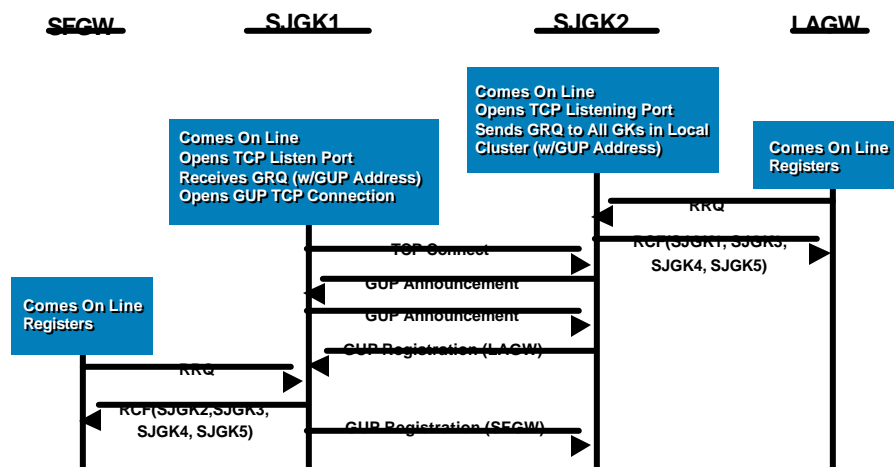 SFGW
SJGK1
SJGK2
LAGW
Comes On Line
Opens TCP Listening Port
Sends GRQ to All GKs in Local
Cluster (w/GUP Address)
Comes On Line
Opens TCP Listen Port
Receives GRQ (w/GUP Address)
Opens GUP TCP Connection
Comes On Line
Registers
RRQ
TCP Connect
RCF(SJGK1, SJGK3,
SJGK4, SJGK5)
GUP Announcement
Comes On Line
Registers
GUP Announcement
GUP Registration (LAGW)
RRQ
RCF(SJGK2,SJGK3,
SJGK4, SJGK5)
GUP Registration (SFGW)